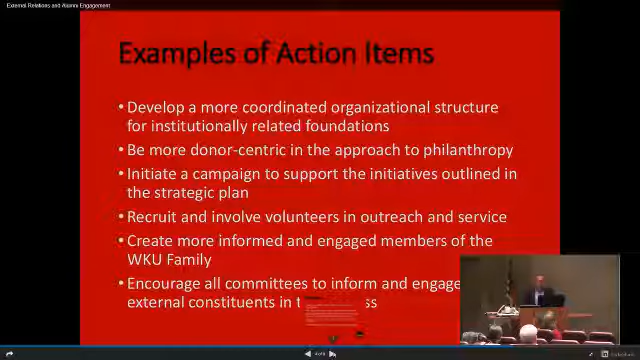 External Relations and Alumni Engagement
Examples of Action Items
• Develop a more coordinated organizational structure
for institutionally related foundations
• Be more donor-centric in the approach to philanthropy
• Initiate a campaign to support the initiatives outlined in
the strategic plan
• Recruit and involve volunteers in outreach and service
• Create more informed and engaged members of the
WKU Family
• Encourage all committees to inform and engage
external constituents in